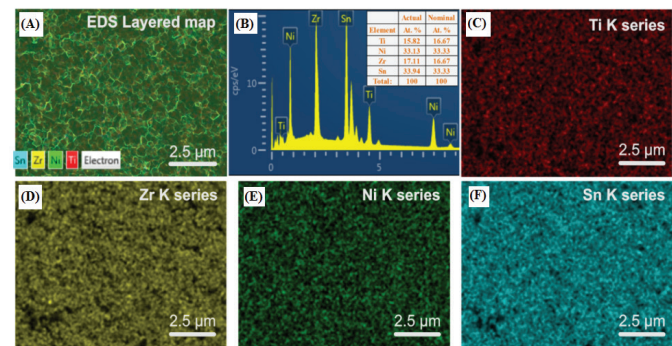 (A)
EDS Layered map
Sn Zr Ni Ti Electron
2.5 µm
(B)
cps/eV
10
0
0
5
Ti
Ni
Zr
Sn
Ti
Ni
Ni
Actual Nominal
Element At. % At. %
Ti 15.82 16.67
Ni 33.13 33.33
Zr 17.11 16.67
Sn 33.94 33.33
Total: 100 100
(C)
Ti K series
2.5 µm
(D)
Zr K series
2.5 µm
(E)
Ni K series
2.5 µm
(F)
Sn K series
2.5 µm